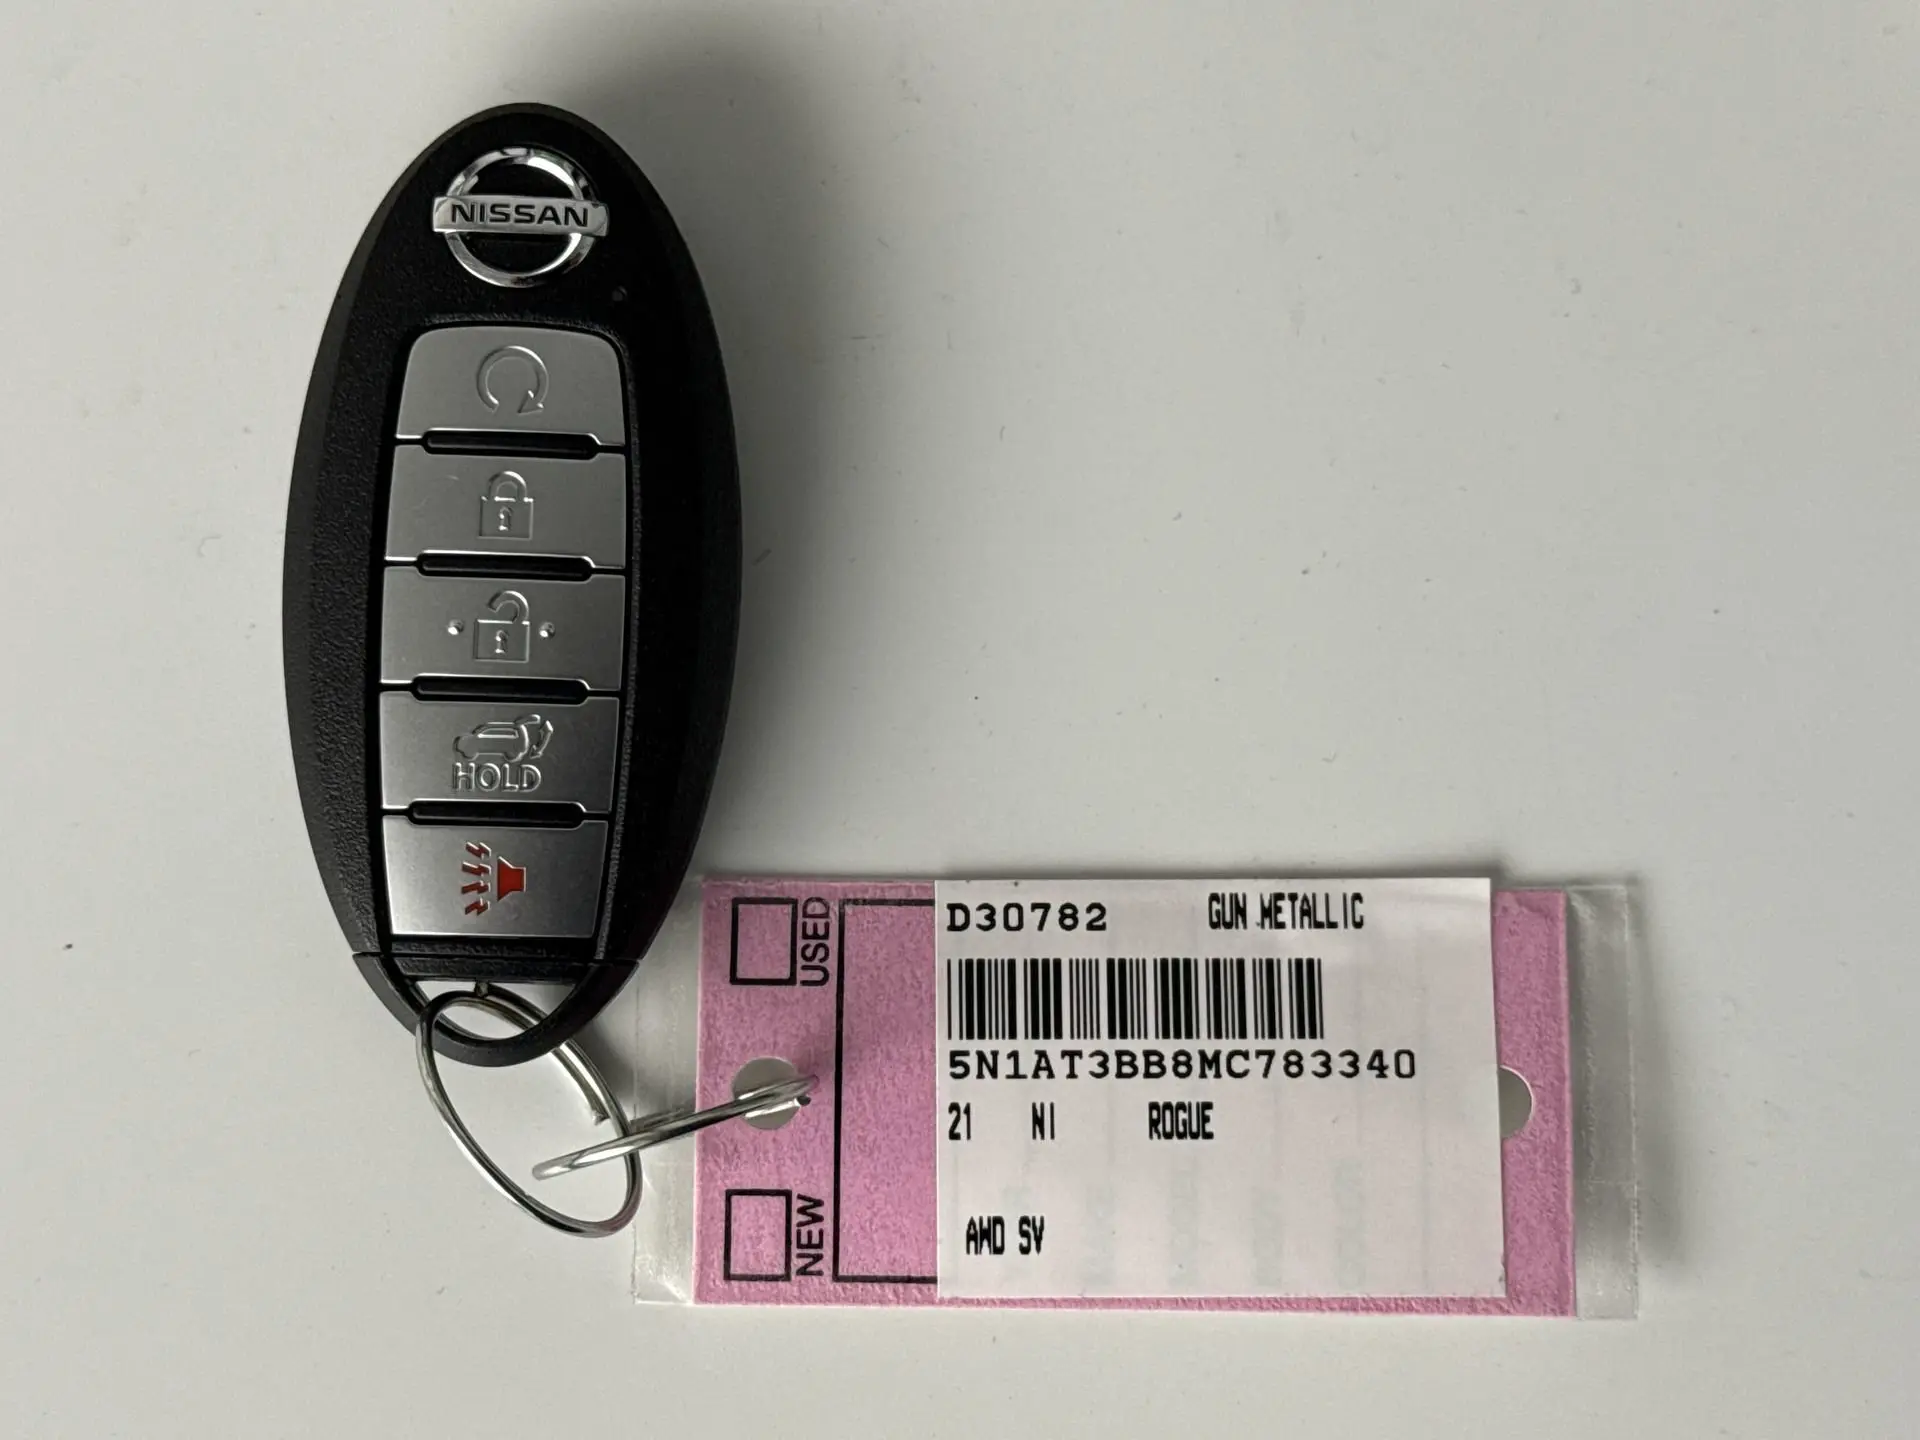 NISSAN
HOLD
USED
NEW
D30782 GUN METALLIC
5N1AT3BB8MC783340
21 NI ROGUE
AWD SV